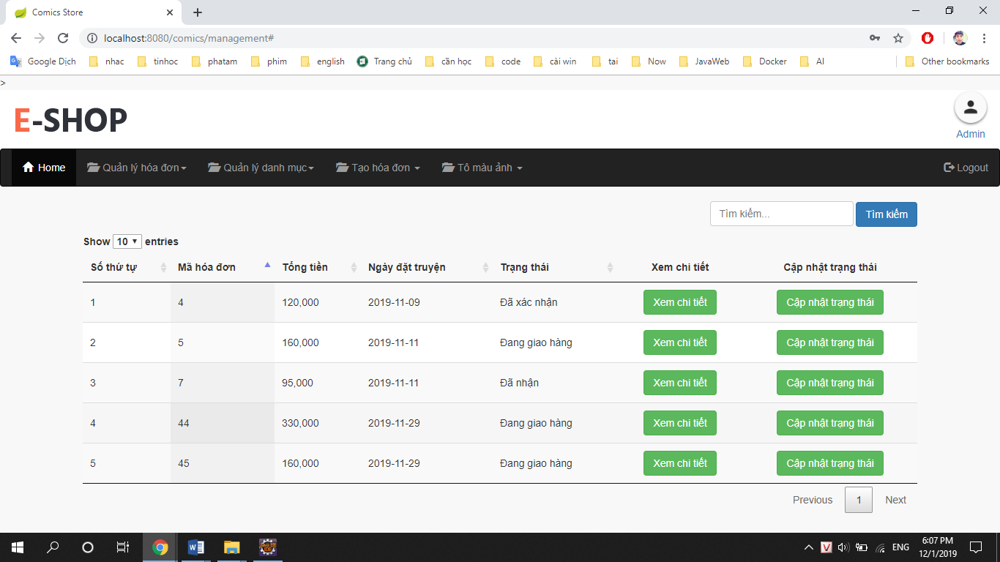 Comics Store
localhost:8080/comics/management#
Google Dịch nhac tinhoc phatam phim english Trang chủ cần học code cài win tai Now JavaWeb Docker AI Other bookmarks
>
E-SHOP
Admin
Home Quản lý hóa đơn Quản lý danh mục Tạo hóa đơn Tô màu ảnh Logout
Tìm kiếm... Tìm kiếm
Show 10 entries
Số thứ tự Mã hóa đơn Tổng tiền Ngày đặt truyện Trạng thái Xem chi tiết Cập nhật trạng thái
1 4 120,000 2019-11-09 Đã xác nhận Xem chi tiết Cập nhật trạng thái
2 5 160,000 2019-11-11 Đang giao hàng Xem chi tiết Cập nhật trạng thái
3 7 95,000 2019-11-11 Đã nhận Xem chi tiết Cập nhật trạng thái
4 44 330,000 2019-11-29 Đang giao hàng Xem chi tiết Cập nhật trạng thái
5 45 160,000 2019-11-29 Đang giao hàng Xem chi tiết Cập nhật trạng thái
Previous 1 Next
ENG 6:07 PM
12/1/2019